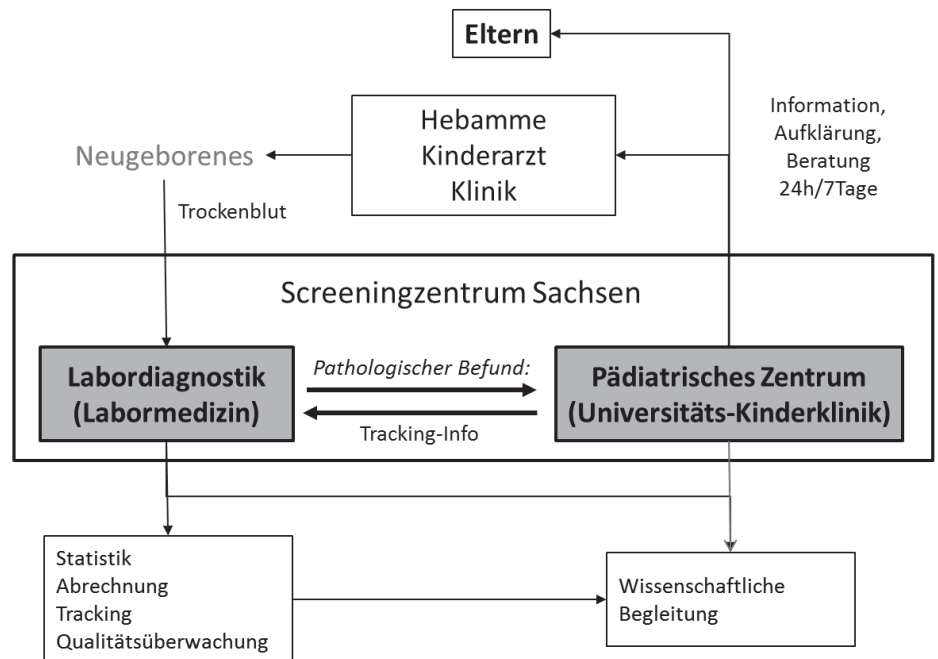 Eltern
Information,
Aufklärung,
Beratung
24h/7Tage
Hebamme
Kinderarzt
Klinik
Neugeborenes
Trockenblut
Screeningzentrum Sachsen
Labordiagnostik
(Labormedizin)
Pathologischer Befund:
Tracking-Info
Pädiatrisches Zentrum
(Universitäts-Kinderklinik)
Statistik
Abrechnung
Tracking
Qualitätsüberwachung
Wissenschaftliche
Begleitung